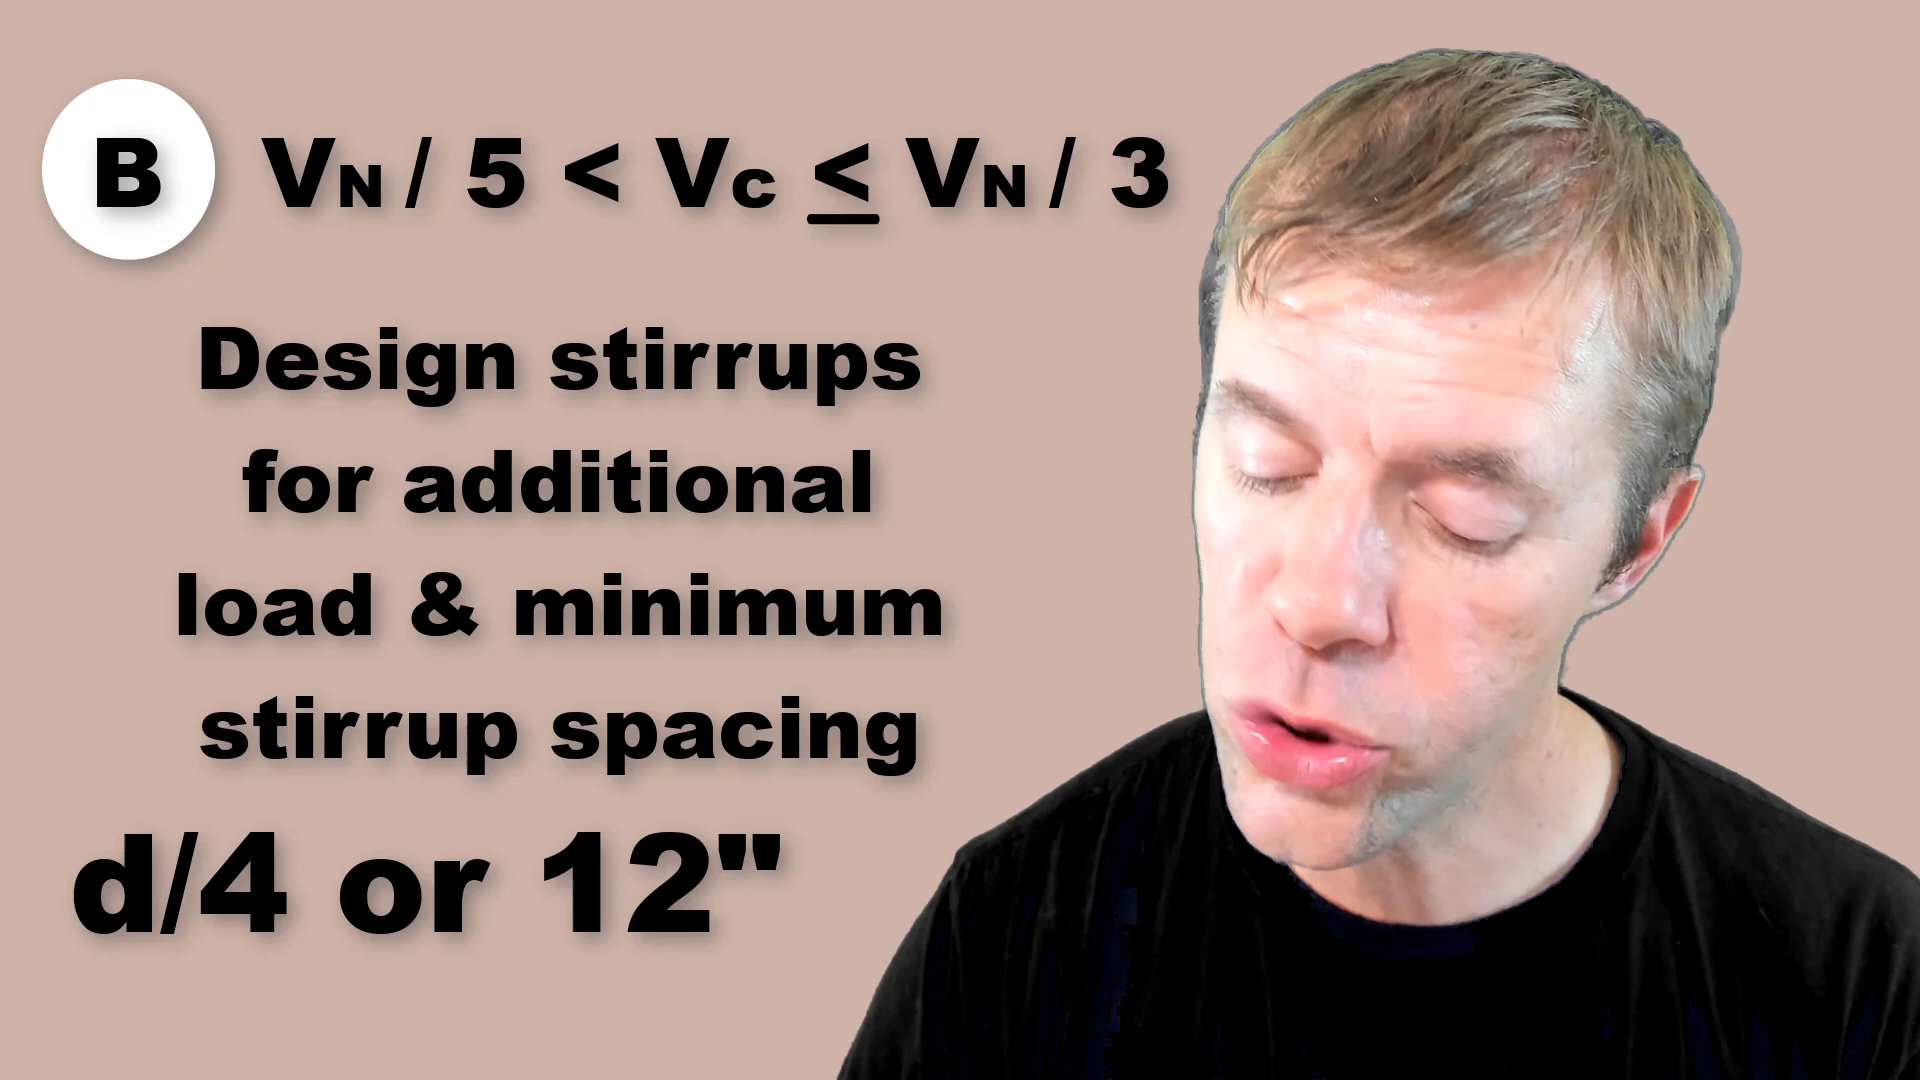 B VN / 5 < VC ≤ VN / 3
Design stirrups
for additional
load & minimum
stirrup spacing
d/4 or 12"